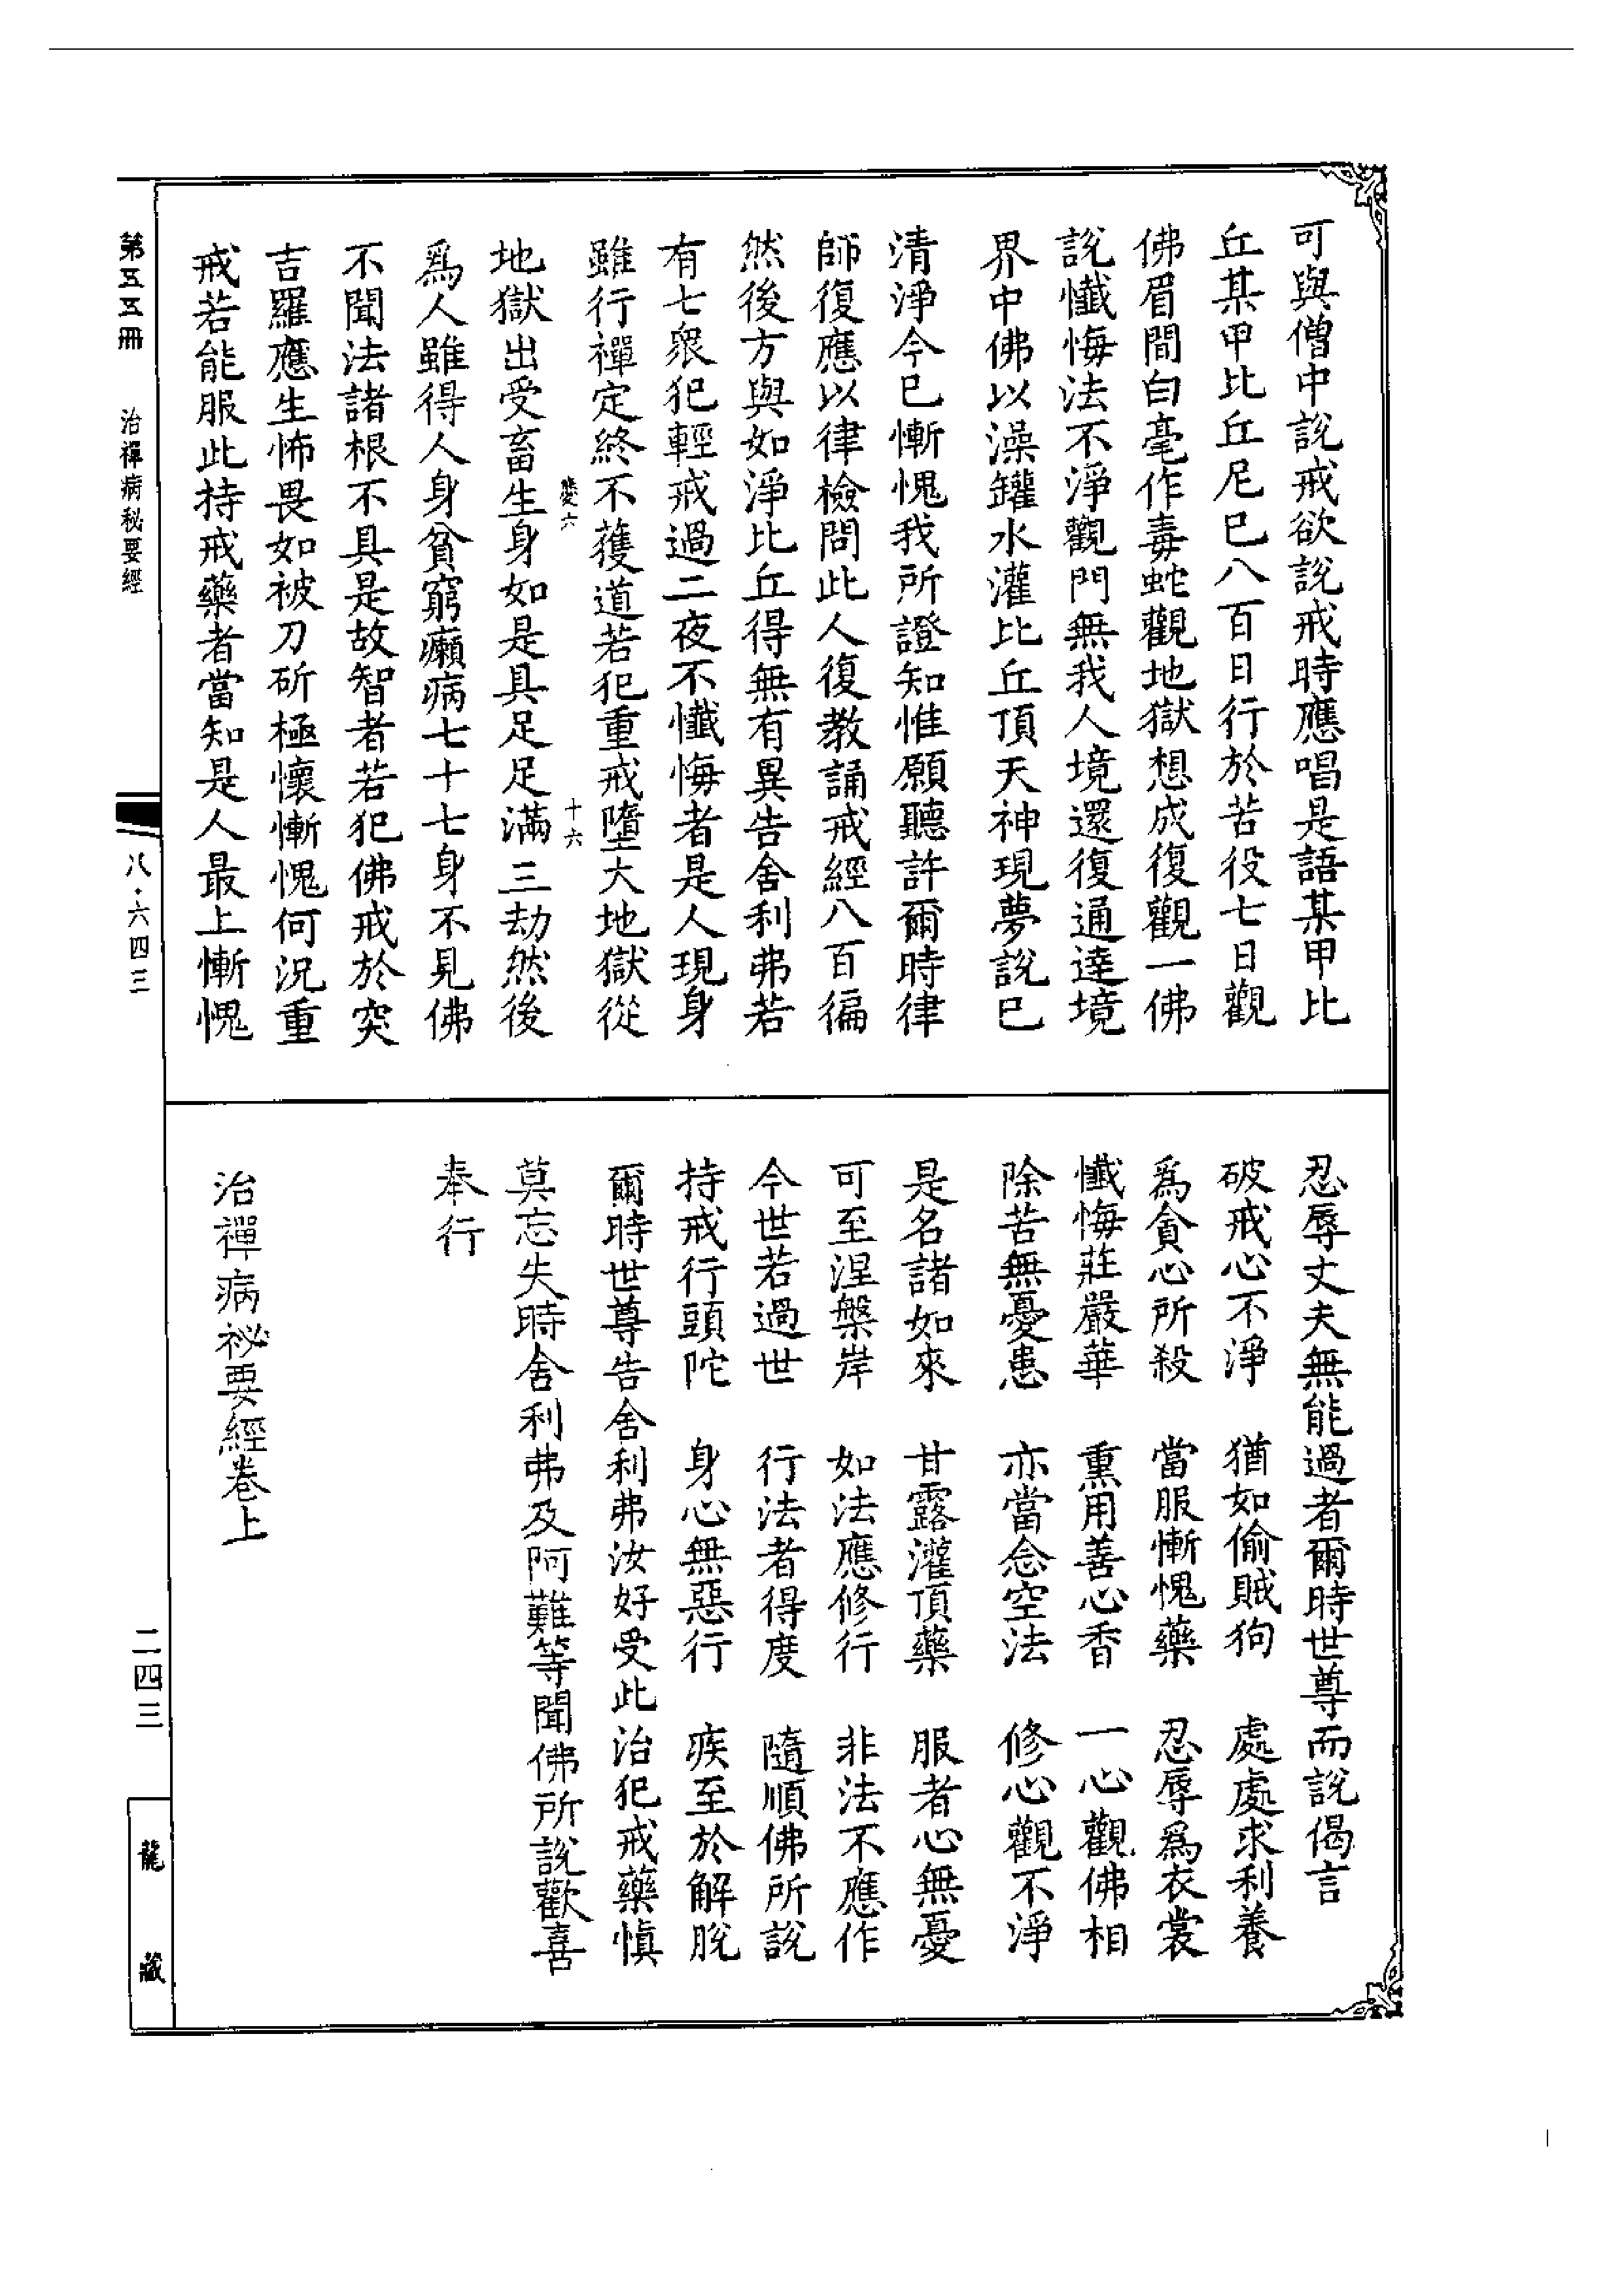 可與僧中說戒欲說戒時應唱是語某甲比
丘某甲比丘尼巳八百日行於苦役七日觀
佛眉間白毫作毒蛇觀地獄想成復觀一佛
說懺悔法不淨觀門無我人境還復通達境
界中佛以澡罐水灌比丘頂天神現夢說巳
清淨今巳慚愧我所證知惟願聽許爾時律
師復應以律檢問此人復教誦戒經八百徧
然後方與如淨比丘得無有異告舍利弗若
有七眾犯輕戒過二夜不懺悔者是人現身
雖行禪定終不獲道若犯重戒墮大地獄從
地獄出受畜生身如是具足足滿三劫然後
為人雖得人身貧窮癩病七十七身不見佛
不聞法諸根不具是故智者若犯佛戒於突
吉羅應生怖畏如被刀斫極懷慚愧何況重
戒若能服此持戒藥者當知是人最上慚愧
六
十六
忍辱丈夫無能過者爾時世尊而說偈言
破戒心不淨　猶如偷賊狗　處處求利養
為貪心所殺　當服慚愧藥　忍辱為衣裳
懺悔莊嚴華　熏用善心香　一心觀佛相
除苦無憂患　亦當念空法　修心觀不淨
是名諸如來　甘露灌頂藥　服者心無憂
可至涅槃岸　如法應修行　非法不應作
今世若過世　行法者得度　隨順佛所說
持戒行頭陀　身心無惡行　疾至於解脫
爾時世尊告舍利弗汝好受此治犯戒藥慎
莫忘失時舍利弗及阿難等聞佛所說歡喜
奉行
治禪病祕要經卷上
第五五冊　治禪病秘要經
八·六四三
二四三
龍藏